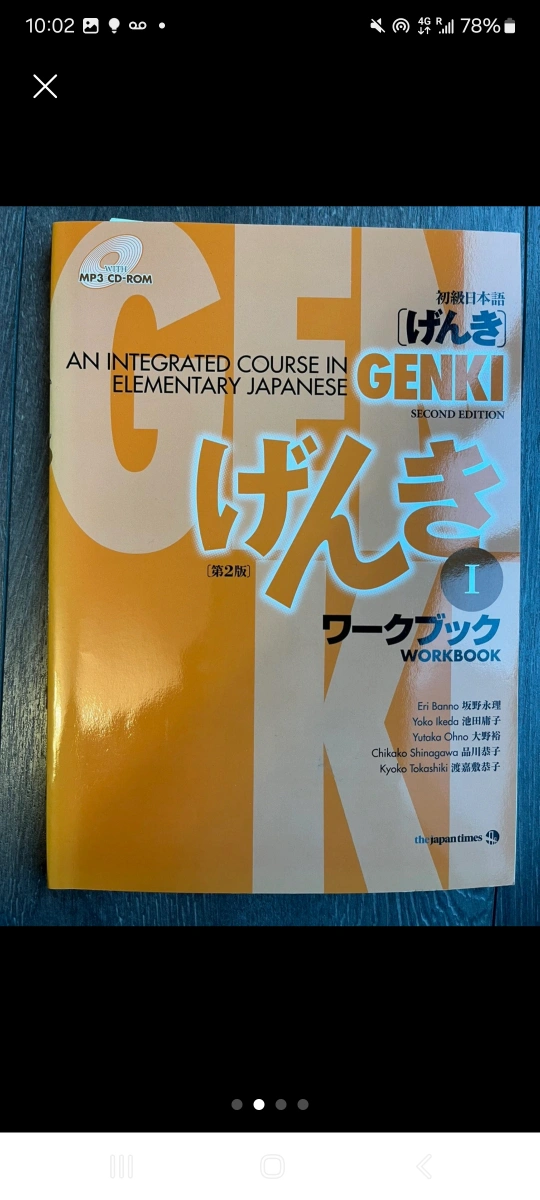 10:02
4G
R
78%
WITH
MP3 CD-ROM
初級日本語
[げんき]
AN INTEGRATED COURSE IN
ELEMENTARY JAPANESE
GENKI
SECOND EDITION
GENKI
げんき
[第2版]
I
ワークブック
WORKBOOK
Eri Banno 坂野永理
Yoko Ikeda 池田庸子
Yutaka Ohno 大野裕
Chikako Shinagawa 品川恭子
Kyoko Tokashiki 渡嘉敷恭子
the japan times